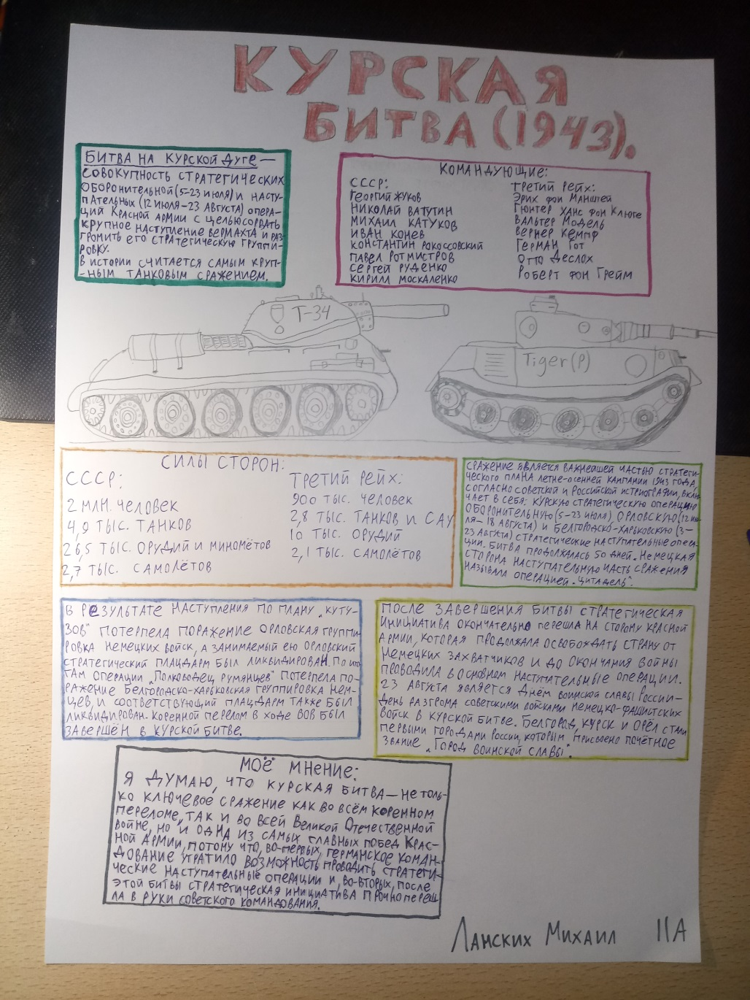 КУРСКАЯ
БИТВА (1943).
БИТВА НА КУРСКОЙ ДУГЕ —
СОВОКУПНОСТЬ СТРАТЕГИЧЕСКИХ
ОБОРОНИТЕЛЬНОЙ (5-23 ИЮЛЯ) И НАСТУ-
ПАТЕЛЬНЫХ (12 ИЮЛЯ - 23 АВГУСТА) ОПЕРА-
ЦИЙ КРАСНОЙ АРМИИ С ЦЕЛЬЮ СОРВАТЬ
КРУПНОЕ НАСТУПЛЕНИЕ ВЕРМАХТА И РАЗ
ГРОМИТЬ ЕГО СТРАТЕГИЧЕСКУЮ ГРУППИ-
РОВКУ.
В ИСТОРИИ СЧИТАЕТСЯ САМЫМ КРУП-
-НЫМ ТАНКОВЫМ СРАЖЕНИЕМ.
КОМАНДУЮЩИЕ:
СССР:
ГЕОРГИЙ ЖУКОВ
НИКОЛАЙ ВАТУТИН
МИХАИЛ КАТУКОВ
ИВАН КОНЕВ
КОНСТАНТИН РОКОССОВСКИЙ
ПАВЕЛ РОТМИСТРОВ
СЕРГЕЙ РУДЕНКО
КИРИЛЛ МОСКАЛЕНКО
ТРЕТИЙ РЕЙХ:
ЭРИХ ФОН МАНШТЕЙН
ГЮНТЕР ХАНС ФОН КЛЮГЕ
ВАЛЬТЕР МОДЕЛЬ
ВЕРНЕР КЕМПФ
ГЕРМАН ГОТ
ОТТО ДЕСЛОХ
РОБЕРТ ФОН ГРЕЙМ
Т-34
Tiger(P)
СИЛЫ СТОРОН:
СССР:
2 МЛН. ЧЕЛОВЕК
4,9 ТЫС. ТАНКОВ
26,5 ТЫС. ОРУДИЙ И МИНОМЁТОВ
2,7 ТЫС. САМОЛЁТОВ
ТРЕТИЙ РЕЙХ:
900 ТЫС. ЧЕЛОВЕК
2,8 ТЫС. ТАНКОВ И САУ
10 ТЫС. ОРУДИЙ
2,1 ТЫС. САМОЛЁТОВ
СРАЖЕНИЕ ЯВЛЯЕТСЯ ВАЖНЕЙШЕЙ ЧАСТЬЮ СТРАТЕГИ-
ЧЕСКОГО ПЛАНА ЛЕТНЕ-ОСЕННЕЙ КАМПАНИИ 1943 ГОДА,
СОГЛАСНО СОВЕТСКОЙ И РОССИЙСКОЙ ИСТРИОГРАФИИ, ВКЛЮ-
ЧАЕТ В СЕБЯ: КУРСКУЮ СТРАТЕГИЧЕСКУЮ ОПЕРАЦИЮ
ОБОРОНИТЕЛЬНУЮ (5-23 ИЮЛЯ) ОРЛОВСКУЮ (12 ИЮ-
ЛЯ - 18 АВГУСТА) И БЕЛГОРОДСКО-ХАРЬКОВСКУЮ (3-
23 АВГУСТА) СТРАТЕГИЧЕСКИЕ НАСТУПАТЕЛЬНЫЕ ОПЕРА-
ЦИИ. БИТВА ПРОДОЛЖАЛАСЬ 50 ДНЕЙ. НЕМЕЦКАЯ
СТОРОНА НАСТУПАТЕЛЬНУЮ ЧАСТЬ СРАЖЕНИЯ
НАЗЫВАЛА ОПЕРАЦИЕЙ „ЦИТАДЕЛЬ".
В РЕЗУЛЬТАТЕ НАСТУПЛЕНИЯ ПО ПЛАНУ „КУТУ-
ЗОВ" ПОТЕРПЕЛА ПОРАЖЕНИЕ ОРЛОВСКАЯ ГРУППИ-
РОВКА НЕМЕЦКИХ ВОЙСК, А ЗАНИМАЕМЫЙ ЕЮ ОРЛОВСКИЙ
СТРАТЕГИЧЕСКИЙ ПЛАЦДАРМ БЫЛ ЛИКВИДИРОВАН. ПО ИТО-
ГАМ ОПЕРАЦИИ „ПОЛКОВОДЕЦ РУМЯНЦЕВ" ПОТЕРПЕЛА ПО-
РАЖЕНИЕ БЕЛГОРОДСКО-ХАРЬКОВСКАЯ ГРУППИРОВКА НЕМ-
ЦЕВ, И СООТВЕТСТВУЮЩИЙ ПЛАЦДАРМ ТАКЖЕ БЫЛ
ЛИКВИДИРОВАН. КОРЕННОЙ ПЕРЕЛОМ В ХОДЕ ВОВ БЫЛ
ЗАВЕРШЁН В КУРСКОЙ БИТВЕ.
ПОСЛЕ ЗАВЕРШЕНИЯ БИТВЫ СТРАТЕГИЧЕСКАЯ
ИНИЦИАТИВА ОКОНЧАТЕЛЬНО ПЕРЕШЛА НА СТОРОНУ КРАСНОЙ
АРМИИ, КОТОРАЯ ПРОДОЛЖАЛА ОСВОБОЖДАТЬ СТРАНУ ОТ
НЕМЕЦКИХ ЗАХВАТЧИКОВ И ДО ОКОНЧАНИЯ ВОЙНЫ
ПРОВОДИЛА В ОСНОВНОМ НАСТУПАТЕЛЬНЫЕ ОПЕРАЦИИ.
23 АВГУСТА ЯВЛЯЕТСЯ ДНЁМ ВОИНСКОЙ СЛАВЫ РОССИИ —
ДЕНЬ РАЗГРОМА СОВЕТСКИМИ ВОЙСКАМИ НЕМЕЦКО-ФАШИСТСКИХ
ВОЙСК В КУРСКОЙ БИТВЕ. БЕЛГОРОД, КУРСК И ОРЁЛ СТАЛИ
ПЕРВЫМИ ГОРОДАМИ РОССИИ, КОТОРЫМ ПРИСВОЕНО ПОЧЁТНОЕ
ЗВАНИЕ „ГОРОД ВОИНСКОЙ СЛАВЫ".
МОЁ МНЕНИЕ:
Я ДУМАЮ, ЧТО КУРСКАЯ БИТВА — НЕ ТОЛЬ-
КО КЛЮЧЕВОЕ СРАЖЕНИЕ КАК ВО ВСЁМ КОРЕННОМ
ПЕРЕЛОМЕ, ТАК И ВО ВСЕЙ ВЕЛИКОЙ ОТЕЧЕСТВЕННОЙ
ВОЙНЕ, НО И ОДНА ИЗ САМЫХ ГЛАВНЫХ ПОБЕД КРАС-
НОЙ АРМИИ, ПОТОМУ ЧТО, ВО-ПЕРВЫХ, ГЕРМАНСКОЕ КОМАН-
ДОВАНИЕ УТРАТИЛО ВОЗМОЖНОСТЬ ПРОВОДИТЬ СТРАТЕГИ-
ЧЕСКИЕ НАСТУПАТЕЛЬНЫЕ ОПЕРАЦИИ И, ВО-ВТОРЫХ, ПОСЛЕ
ЭТОЙ БИТВЫ СТРАТЕГИЧЕСКАЯ ИНИЦИАТИВА ПРОЧНО ПЕРЕШ
ЛА В РУКИ СОВЕТСКОГО КОМАНДОВАНИЯ.
Ламских Михаил 11А